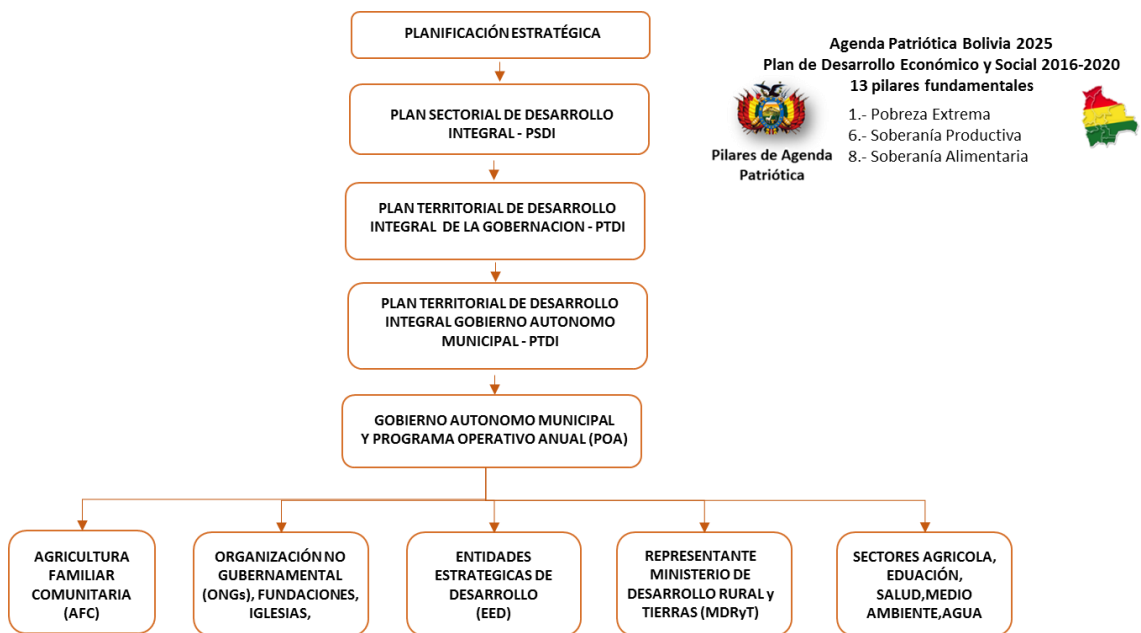 PLANIFICACIÓN ESTRATÉGICA
Agenda Patriótica Bolivia 2025
Plan de Desarrollo Económico y Social 2016-2020
13 pilares fundamentales
1.- Pobreza Extrema
6.- Soberanía Productiva
8.- Soberanía Alimentaria
Pilares de Agenda
Patriótica
PLAN SECTORIAL DE DESARROLLO
INTEGRAL - PSDI
PLAN TERRITORIAL DE DESARROLLO
INTEGRAL DE LA GOBERNACION - PTDI
PLAN TERRITORIAL DE DESARROLLO
INTEGRAL GOBIERNO AUTONOMO
MUNICIPAL - PTDI
GOBIERNO AUTONOMO MUNICIPAL
Y PROGRAMA OPERATIVO ANUAL (POA)
AGRICULTURA
FAMILIAR
COMUNITARIA
(AFC)
ORGANIZACIÓN NO
GUBERNAMENTAL
(ONGs), FUNDACIONES,
IGLESIAS,
ENTIDADES
ESTRATEGICAS DE
DESARROLLO
(EED)
REPRESENTANTE
MINISTERIO DE
DESARROLLO RURAL y
TIERRAS (MDRyT)
SECTORES AGRICOLA,
EDUACIÓN,
SALUD,MEDIO
AMBIENTE,AGUA